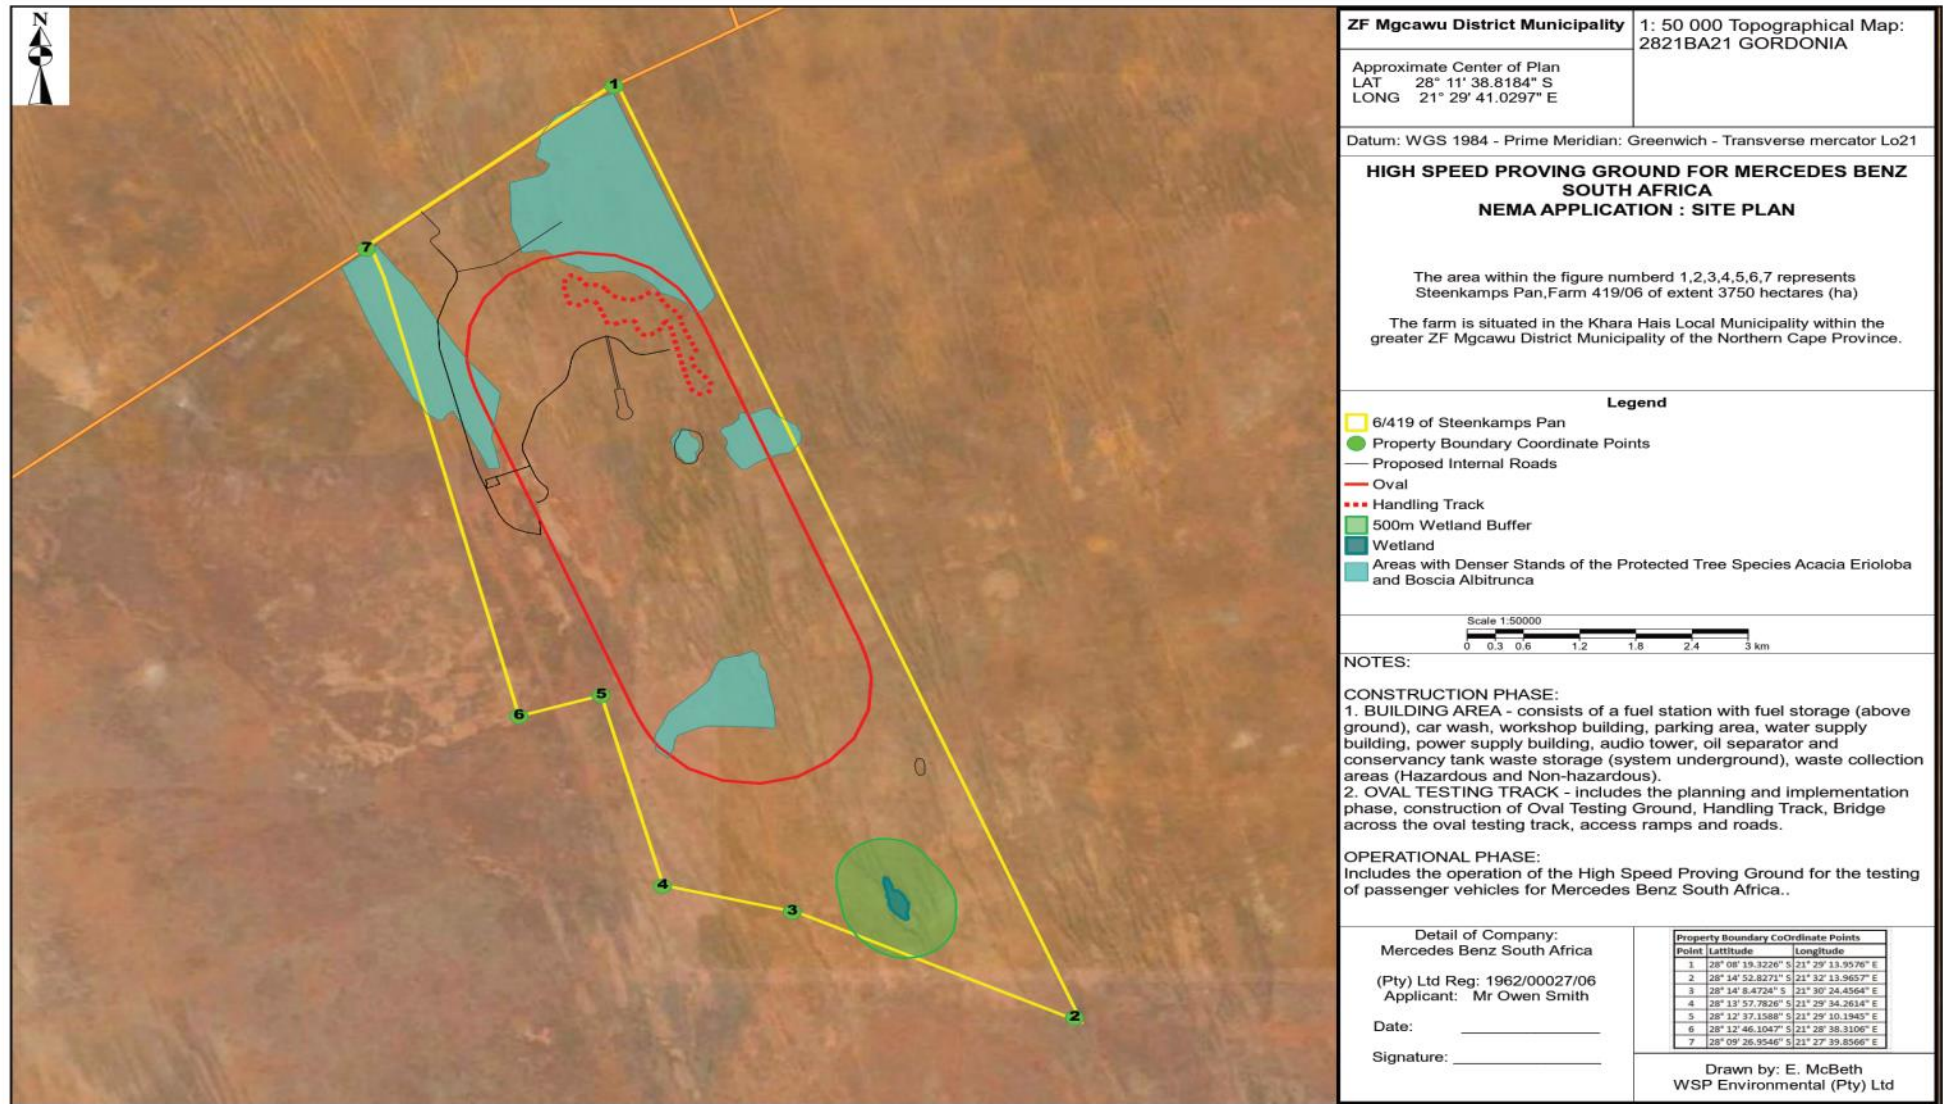 N
1
7
5
6
4
3
2
ZF Mgcawu District Municipality
1: 50 000 Topographical Map:
2821BA21 GORDONIA
Approximate Center of Plan
LAT 28° 11' 38.8184" S
LONG 21° 29' 41.0297" E
Datum: WGS 1984 - Prime Meridian: Greenwich - Transverse mercator Lo21
HIGH SPEED PROVING GROUND FOR MERCEDES BENZ
SOUTH AFRICA
NEMA APPLICATION : SITE PLAN
The area within the figure numberd 1,2,3,4,5,6,7 represents
Steenkamps Pan,Farm 419/06 of extent 3750 hectares (ha)
The farm is situated in the Khara Hais Local Municipality within the
greater ZF Mgcawu District Municipality of the Northern Cape Province.
Legend
6/419 of Steenkamps Pan
Property Boundary Coordinate Points
Proposed Internal Roads
Oval
Handling Track
500m Wetland Buffer
Wetland
Areas with Denser Stands of the Protected Tree Species Acacia Erioloba
and Boscia Albitrunca
Scale 1:50000
0 0.3 0.6 1.2 1.8 2.4 3 km
NOTES:
CONSTRUCTION PHASE:
1. BUILDING AREA - consists of a fuel station with fuel storage (above
ground), car wash, workshop building, parking area, water supply
building, power supply building, audio tower, oil separator and
conservancy tank waste storage (system underground), waste collection
areas (Hazardous and Non-hazardous).
2. OVAL TESTING TRACK - includes the planning and implementation
phase, construction of Oval Testing Ground, Handling Track, Bridge
across the oval testing track, access ramps and roads.
OPERATIONAL PHASE:
Includes the operation of the High Speed Proving Ground for the testing
of passenger vehicles for Mercedes Benz South Africa..
Detail of Company:
Mercedes Benz South Africa
(Pty) Ltd Reg: 1962/00027/06
Applicant: Mr Owen Smith
Date:
Signature:
Property Boundary CoOrdinate Points
Point Lattitude Longitude
1 28° 08' 19.3226" S 21° 29' 13.9576" E
2 28° 14' 52.8271" S 21° 32' 13.9657" E
3 28° 14' 8.4724" S 21° 30' 24.4564" E
4 28° 13' 57.7826" S 21° 29' 34.2614" E
5 28° 12' 37.1588" S 21° 29' 10.1945" E
6 28° 12' 46.1047" S 21° 28' 38.3106" E
7 28° 09' 26.9546" S 21° 27' 39.8566" E
Drawn by: E. McBeth
WSP Environmental (Pty) Ltd